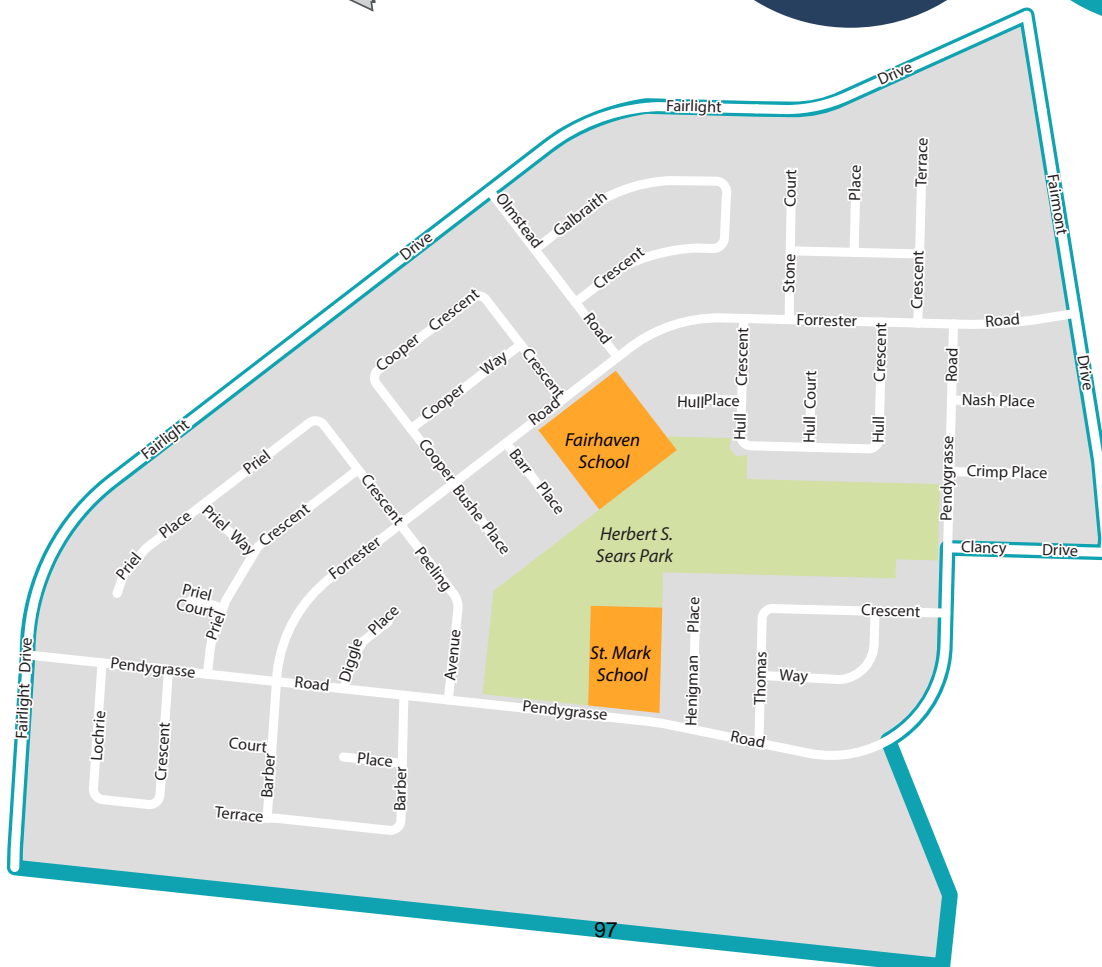 Drive
Fairlight
Fairmont
Drive
Terrace
Place
Court
Stone
Crescent
Olmstead
Road
Galbraith
Crescent
Drive
Forrester
Road
Cooper Crescent
Cooper Way
Crescent
Road
Cooper
Hull Place
Hull Crescent
Hull Court
Hull Crescent
Road
Nash Place
Crimp Place
Pendygrasse
Fairhaven
School
Barr Place
Bushe Place
Fairlight
Priel
Crescent
Place
Priel Way
Crescent
Priel
Priel
Court
Priel
Forrester
Peeling
Avenue
Herbert S.
Sears Park
Clancy Drive
Crescent
Thomas
Way
Henigman Place
St. Mark
School
Diggle Place
Fairlight Drive
Pendygrasse
Road
Pendygrasse
Road
Lochrie
Crescent
Court
Barber
Place
Barber
Terrace
97